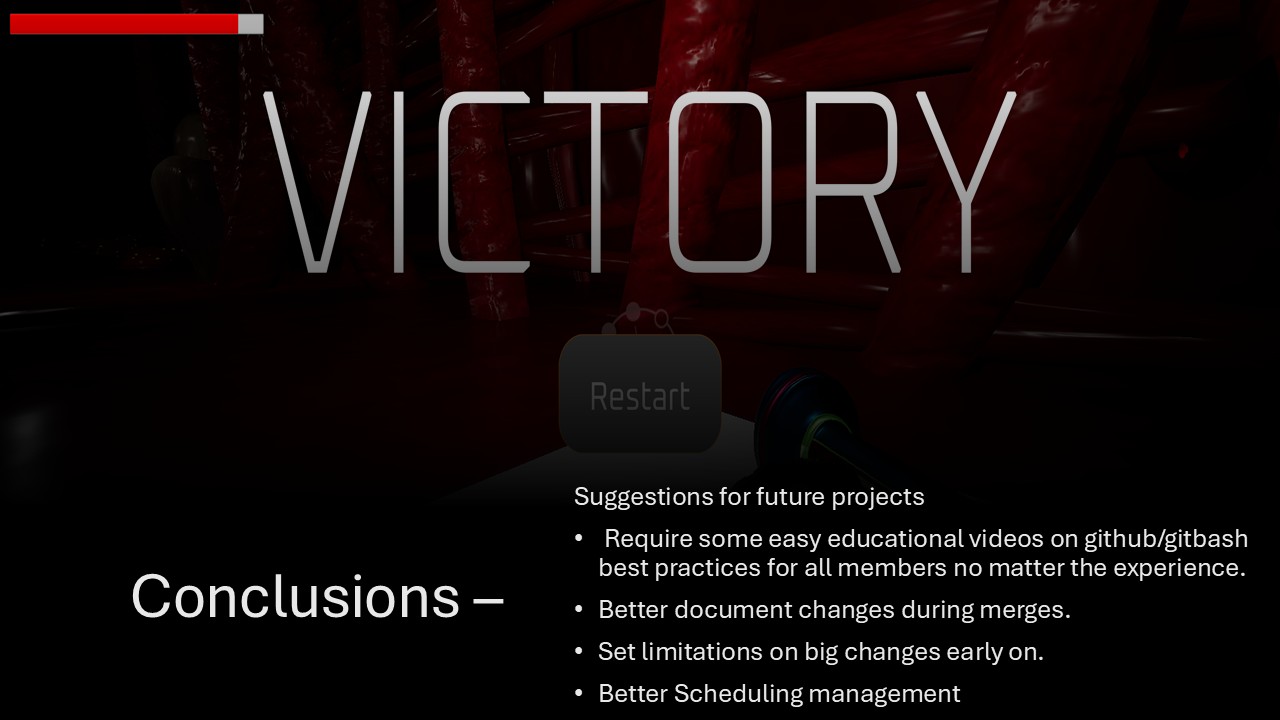 VICTORY
Restart
Conclusions –
Suggestions for future projects
• Require some easy educational videos on github/gitbash
best practices for all members no matter the experience.
• Better document changes during merges.
• Set limitations on big changes early on.
• Better Scheduling management